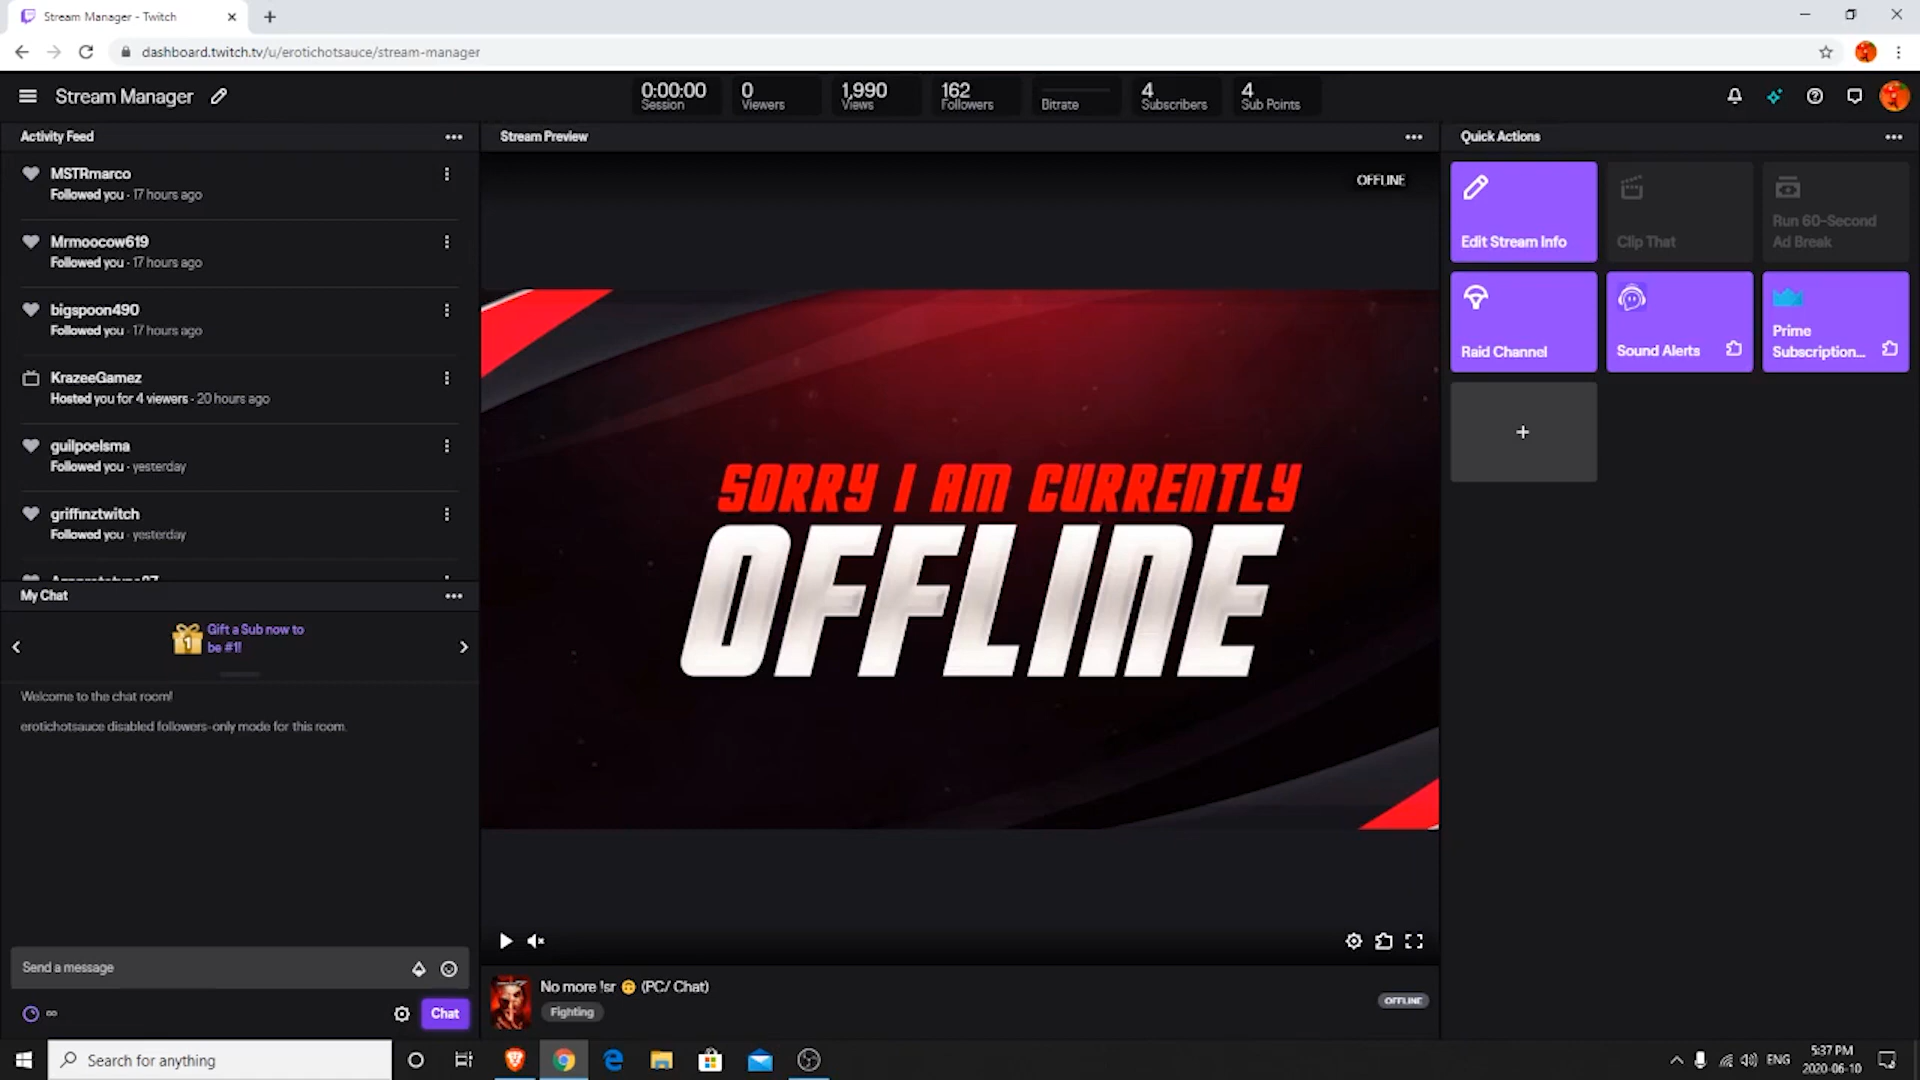 Stream Manager - Twitch
dashboard.twitch.tv/u/erotichotsauce/stream-manager
Stream Manager
0:00:00
Session
0
Viewers
1,990
Views
162
Followers
Bitrate
4
Subscribers
4
Sub Points
Activity Feed
MSTRmarco
Followed you · 17 hours ago
Mrmoocow619
Followed you · 17 hours ago
bigspoon490
Followed you · 17 hours ago
KrazeeGamez
Hosted you for 4 viewers · 20 hours ago
guilpoelsma
Followed you · yesterday
griffinztwitch
Followed you · yesterday
My Chat
Gift a Sub now to
be #1!
1
Welcome to the chat room!
erotichotsauce disabled followers-only mode for this room.
Send a message
Chat
Stream Preview
OFFLINE
SORRY I AM CURRENTLY
OFFLINE
No more !sr 🙃 (PC/ Chat)
Fighting
OFFLINE
Quick Actions
Edit Stream Info
Clip That
Run 60-Second
Ad Break
Raid Channel
Sound Alerts
Prime
Subscription...
Search for anything
ENG
5:37 PM
2020-06-10